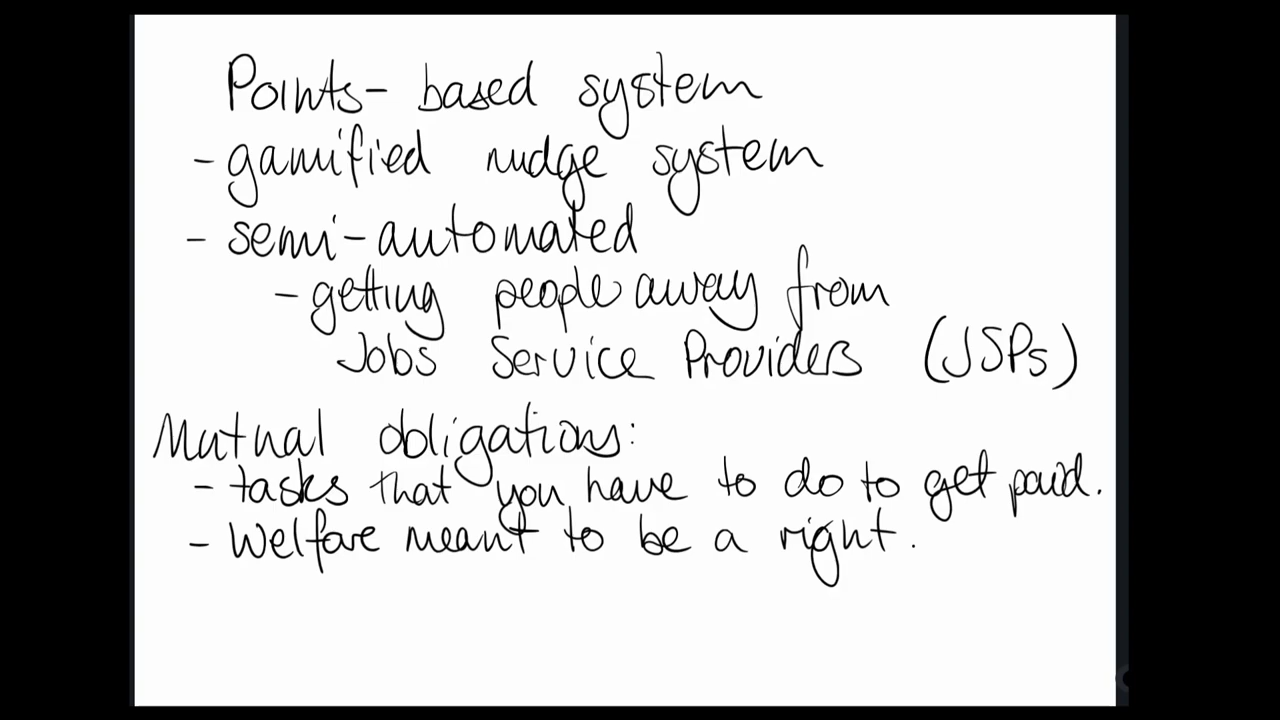 Points- based system
- gamified nudge system
- semi-automated
- getting people away from
Jobs Service Providers (JSPs)
Mutual obligations:
- tasks that you have to do to get paid.
- Welfare meant to be a right.